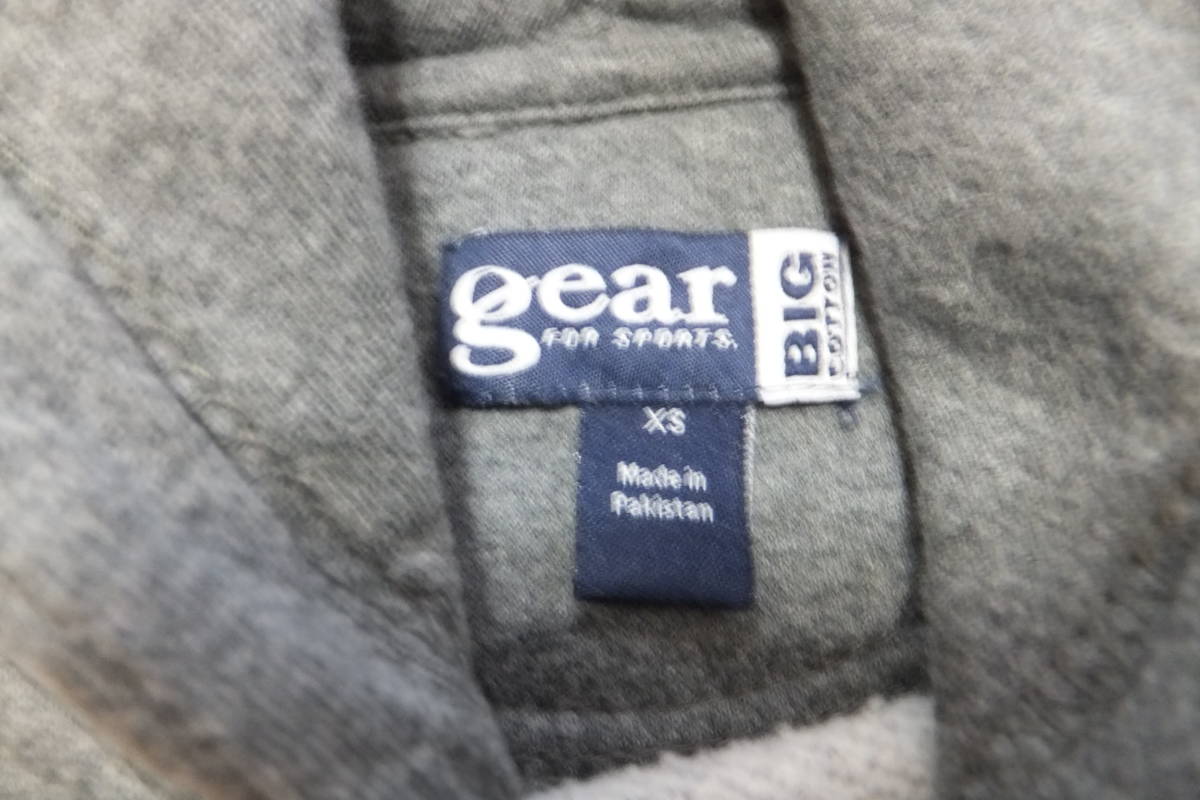 gear
FOR SPORTS.
BIG
COTTON
XS
Made in
Pakistan